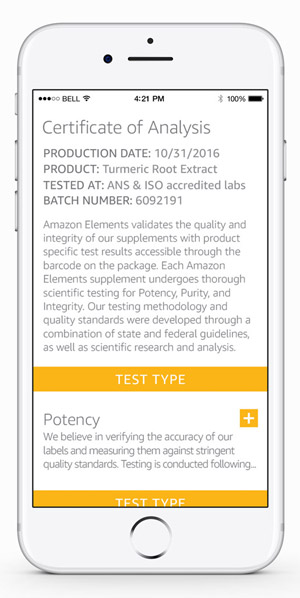 BELL 4:21 PM 100%
Certificate of Analysis
PRODUCTION DATE: 10/31/2016
PRODUCT: Turmeric Root Extract
TESTED AT: ANS & ISO accredited labs
BATCH NUMBER: 6092191
Amazon Elements validates the quality and
integrity of our supplements with product
specific test results accessible through the
barcode on the package. Each Amazon
Elements supplement undergoes thorough
scientific testing for Potency, Purity, and
Integrity. Our testing methodology and
quality standards were developed through a
combination of state and federal guidelines,
as well as scientific research and analysis.
TEST TYPE
Potency
We believe in verifying the accuracy of our
labels and measuring them against stringent
quality standards. Testing is conducted following...
TEST TYPE